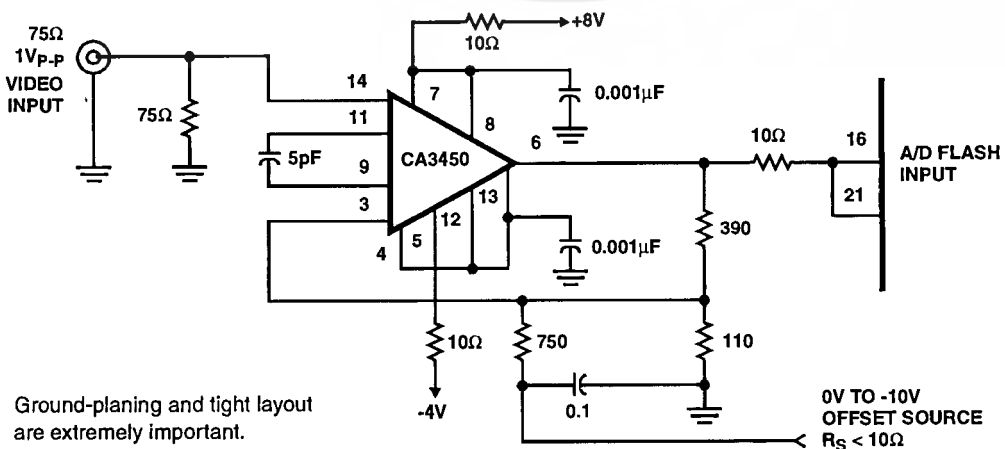 75Ω
1VP-P
VIDEO
INPUT
75Ω
5pF
14
11
9
3
4
5
12
13
7
8
6
CA3450
10Ω
+8V
0.001µF
0.001µF
10Ω
16
21
A/D FLASH
INPUT
390
110
750
0.1
10Ω
-4V
0V TO -10V
OFFSET SOURCE
RS < 10Ω
Ground-planing and tight layout
are extremely important.